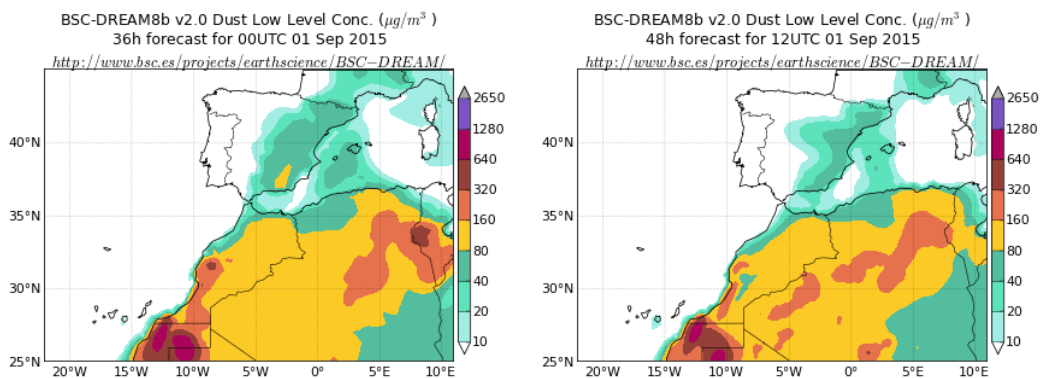 BSC-DREAM8b v2.0 Dust Low Level Conc. (μg/m³ )
36h forecast for 00UTC 01 Sep 2015
http://www.bsc.es/projects/earthscience/BSC−DREAM/
40°N
35°N
30°N
25°N
20°W
15°W
10°W
5°W
0°
5°E
10°E
2650
1280
640
320
160
80
40
20
10
BSC-DREAM8b v2.0 Dust Low Level Conc. (μg/m³ )
48h forecast for 12UTC 01 Sep 2015
http://www.bsc.es/projects/earthscience/BSC−DREAM/
40°N
35°N
30°N
25°N
20°W
15°W
10°W
5°W
0°
5°E
10°E
2650
1280
640
320
160
80
40
20
10